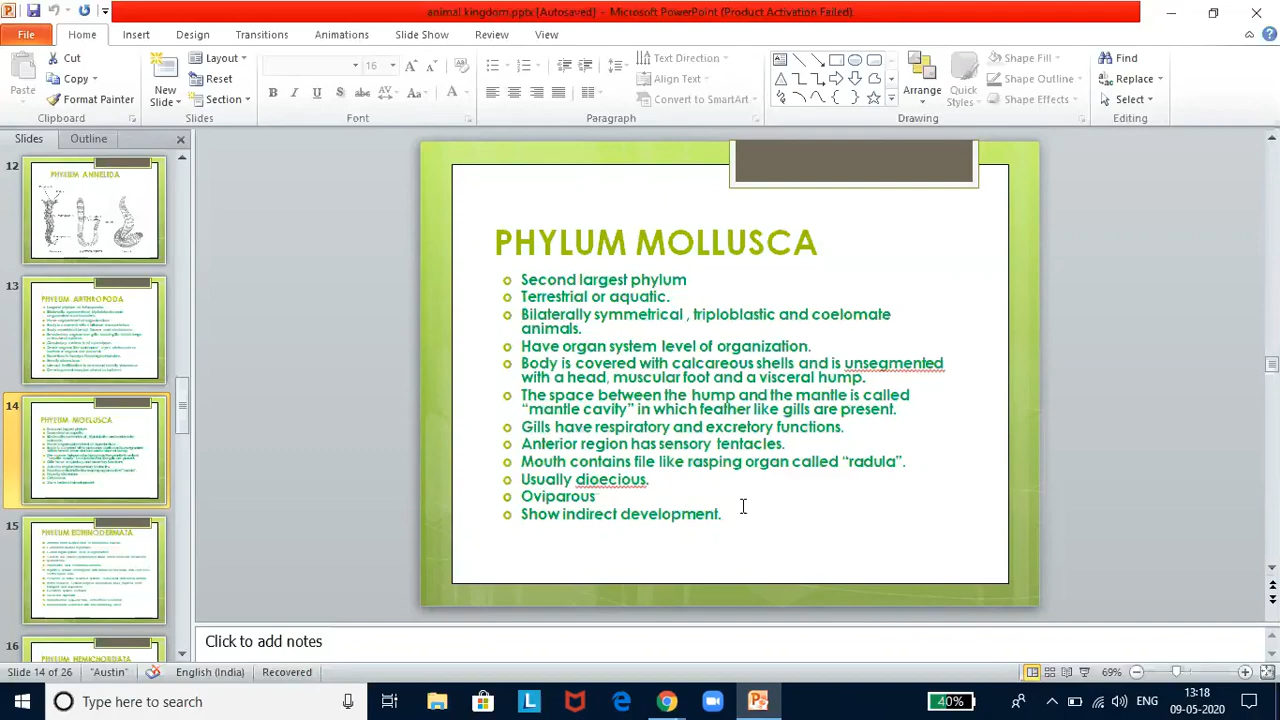 animal kingdom.pptx [Autosaved] - Microsoft PowerPoint (Product Activation Failed)
File Home Insert Design Transitions Animations Slide Show Review View
Cut
Copy
Format Painter
Paste
Clipboard
New Slide
Layout
Reset
Section
Slides
16
Font
Text Direction
Align Text
Convert to SmartArt
Paragraph
Arrange
Quick Styles
Shape Fill
Shape Outline
Shape Effects
Drawing
Find
Replace
Select
Editing
Slides Outline
12
PHYLUM ANNELIDA
13
PHYLUM ARTHROPODA
14
PHYLUM MOLLUSCA
15
PHYLUM ECHINODERMATA
16
PHYLUM HEMICHORDATA
PHYLUM MOLLUSCA
Second largest phylum
Terrestrial or aquatic.
Bilaterally symmetrical , triploblastic and coelomate
animals.
Have organ system level of organization.
Body is covered with calcareous shells and is unsegmented
with a head, muscular foot and a visceral hump.
The space between the hump and the mantle is called
“mantle cavity” in which feather like gills are present.
Gills have respiratory and excretory functions.
Anterior region has sensory tentacles.
Mouth contains file like rasping organ called “radula”.
Usually dioecious.
Oviparous
Show indirect development.
Click to add notes
Slide 14 of 26 "Austin" English (India) Recovered 69%
Type here to search
40%
ENG
13:18
09-05-2020